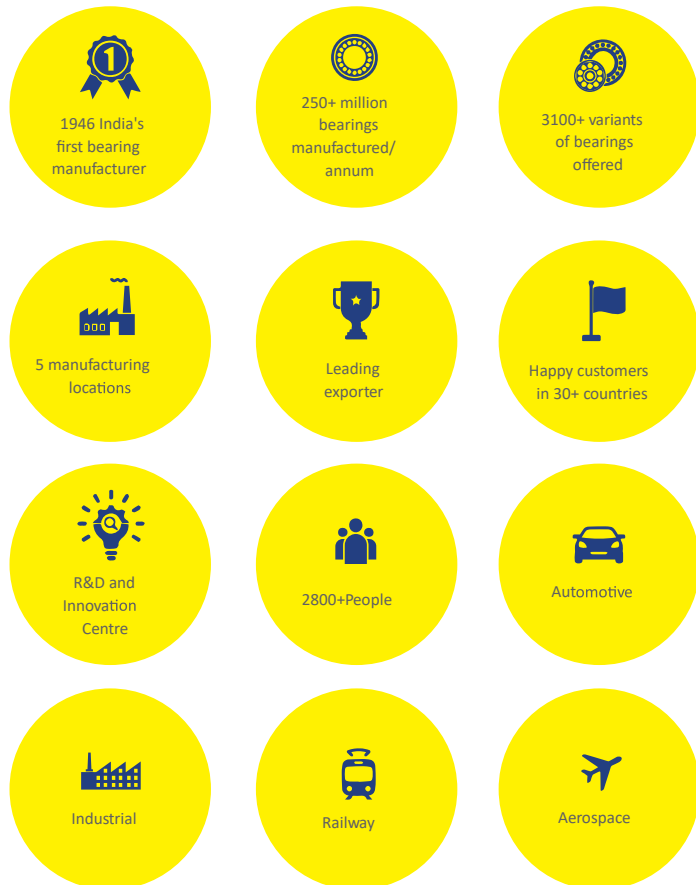 1
1946 India's
first bearing
manufacturer
250+ million
bearings
manufactured/
annum
3100+ variants
of bearings
offered
5 manufacturing
locations
Leading
exporter
Happy customers
in 30+ countries
R&D and
Innovation
Centre
2800+People
Automotive
Industrial
Railway
Aerospace